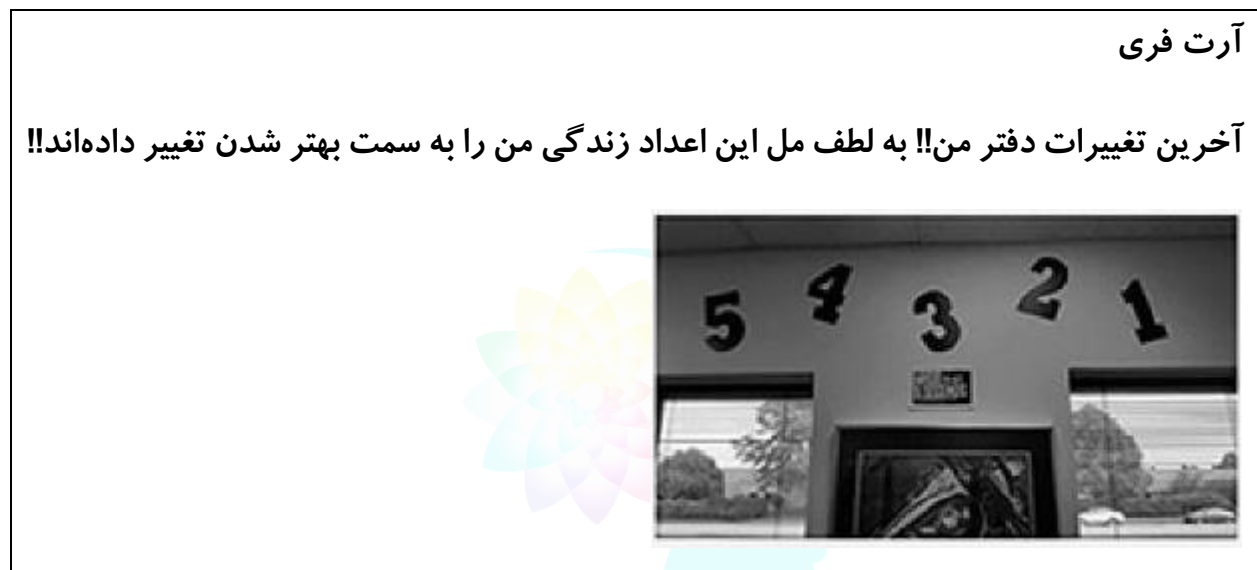 آرت فری
آخرین تغییرات دفتر من!! به لطف مل این اعداد زندگی من را به سمت بهتر شدن تغییر داده‌اند!!
5 4 3 2 1